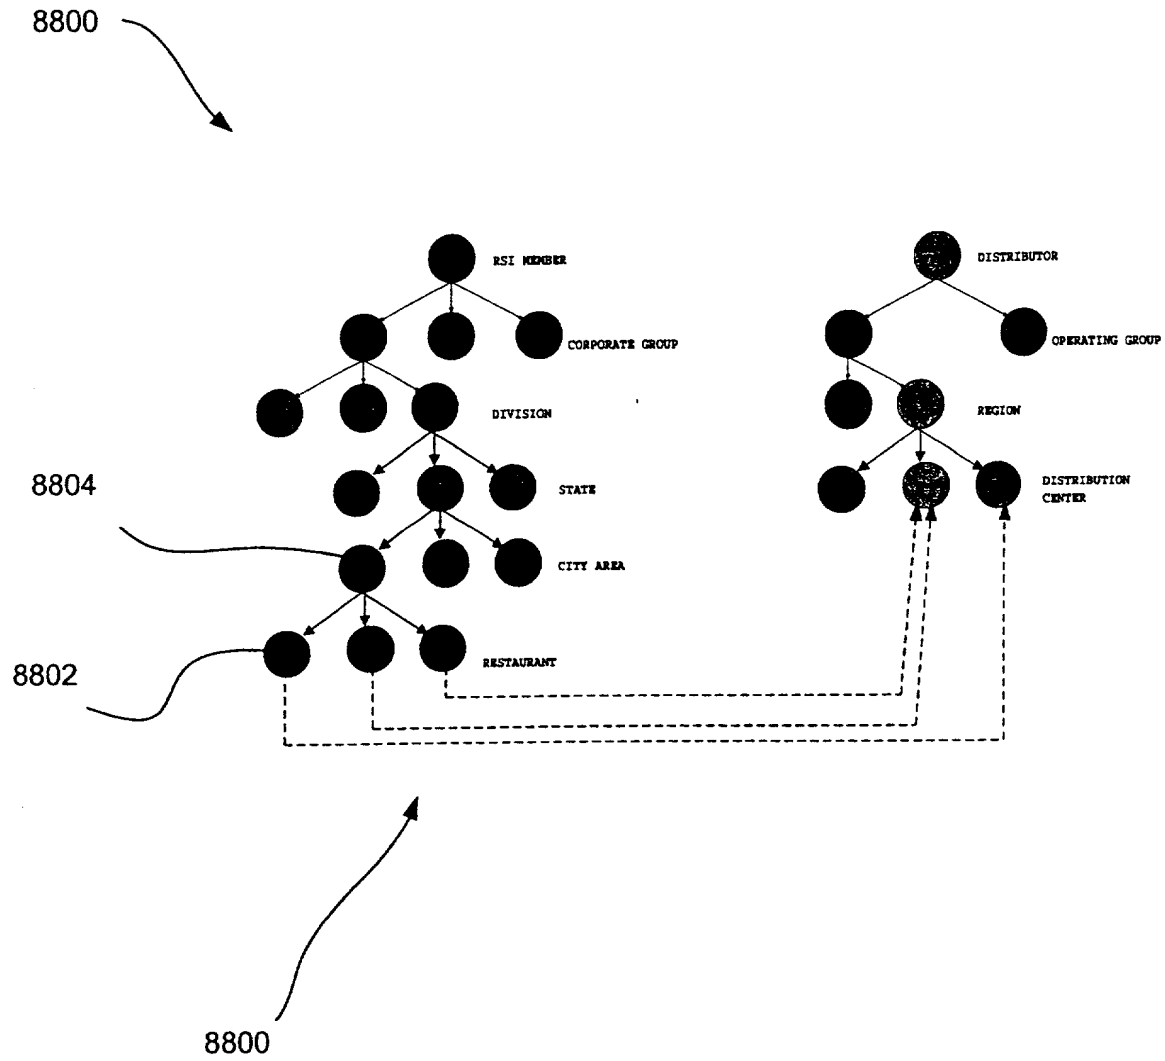 8800
RSI MEMBER
DISTRIBUTOR
CORPORATE GROUP
OPERATING GROUP
DIVISION
REGION
8804
STATE
DISTRIBUTION
CENTER
CITY AREA
8802
RESTAURANT
8800